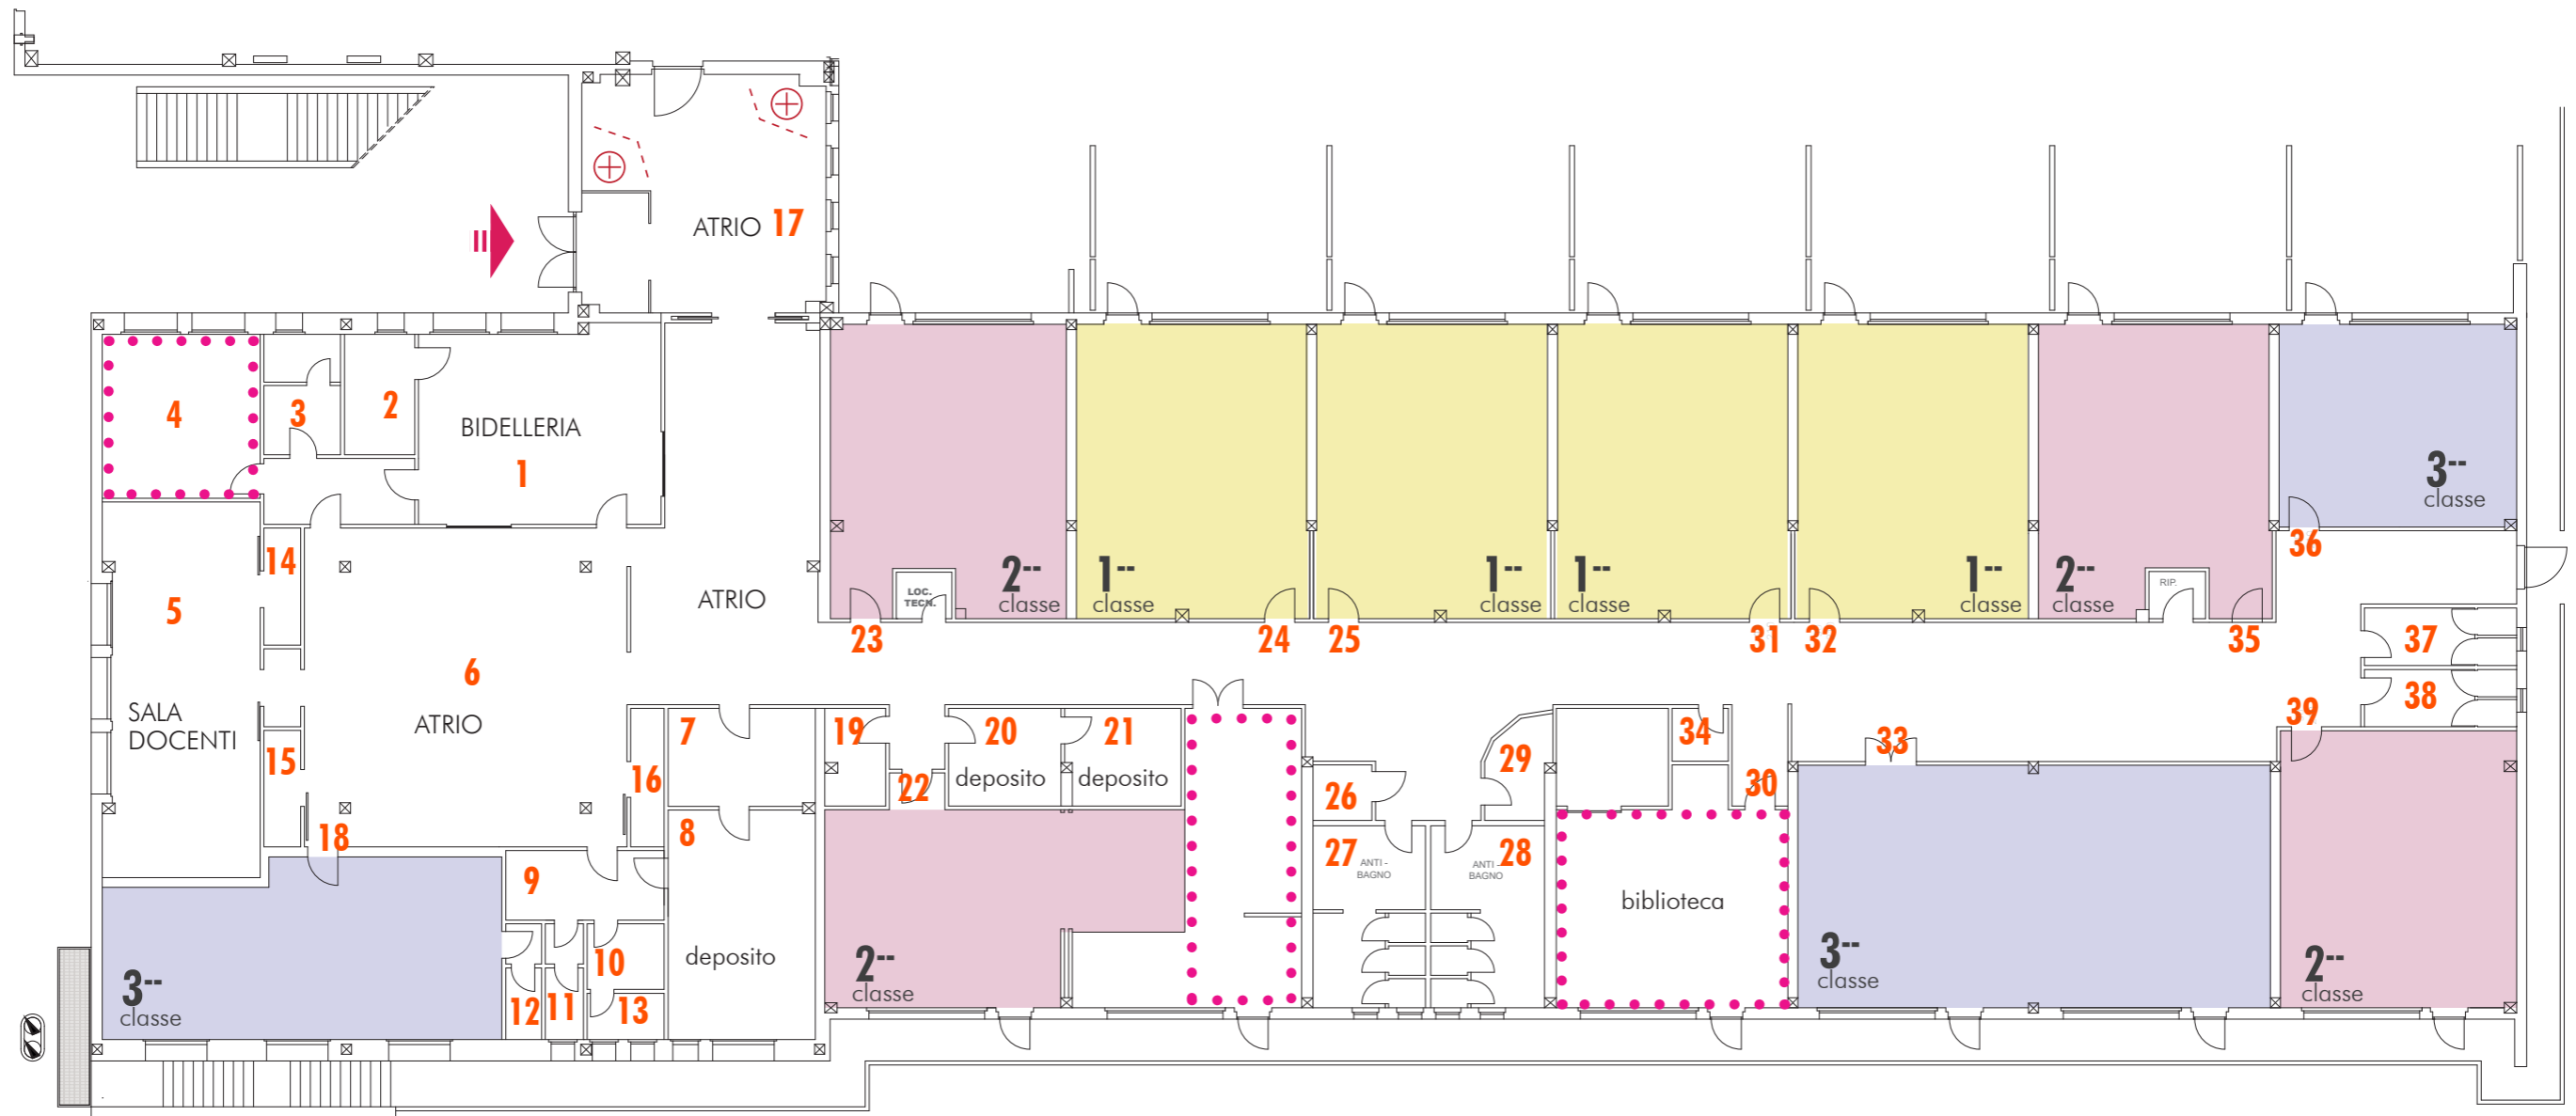 ATRIO 17
4
3
2
BIDELLERIA
1
3--
classe
36
14
5
ATRIO
LOC.
TECN.
2--
classe
1--
classe
1--
classe
1--
classe
1--
classe
2--
classe
RIP.
23
24
25
31
32
35
37
38
6
SALA
DOCENTI
ATRIO
15
16
7
19
20
deposito
21
deposito
22
29
34
33
39
26
30
18
8
9
27
ANTI -
BAGNO
28
ANTI -
BAGNO
biblioteca
deposito
3--
classe
10
12
11
13
2--
classe
3--
classe
2--
classe